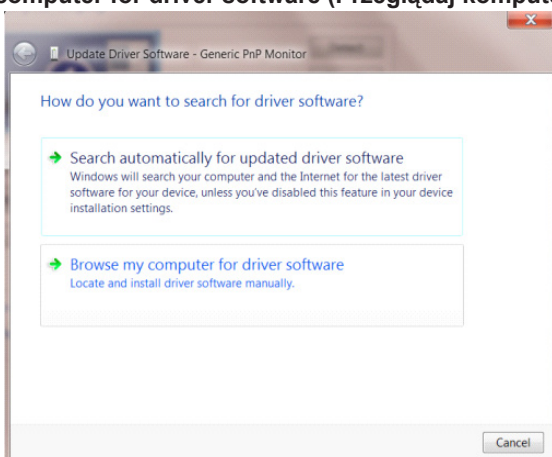 computer for driver software (Przeglądaj
Update Driver Software - Generic PnP Monitor
How do you want to search for driver software?
Search automatically for updated driver software
Windows will search your computer and the Internet for the latest driver
software for your device, unless you've disabled this feature in your device
installation settings.
Browse my computer for driver software
Locate and install driver software manually.
Cancel